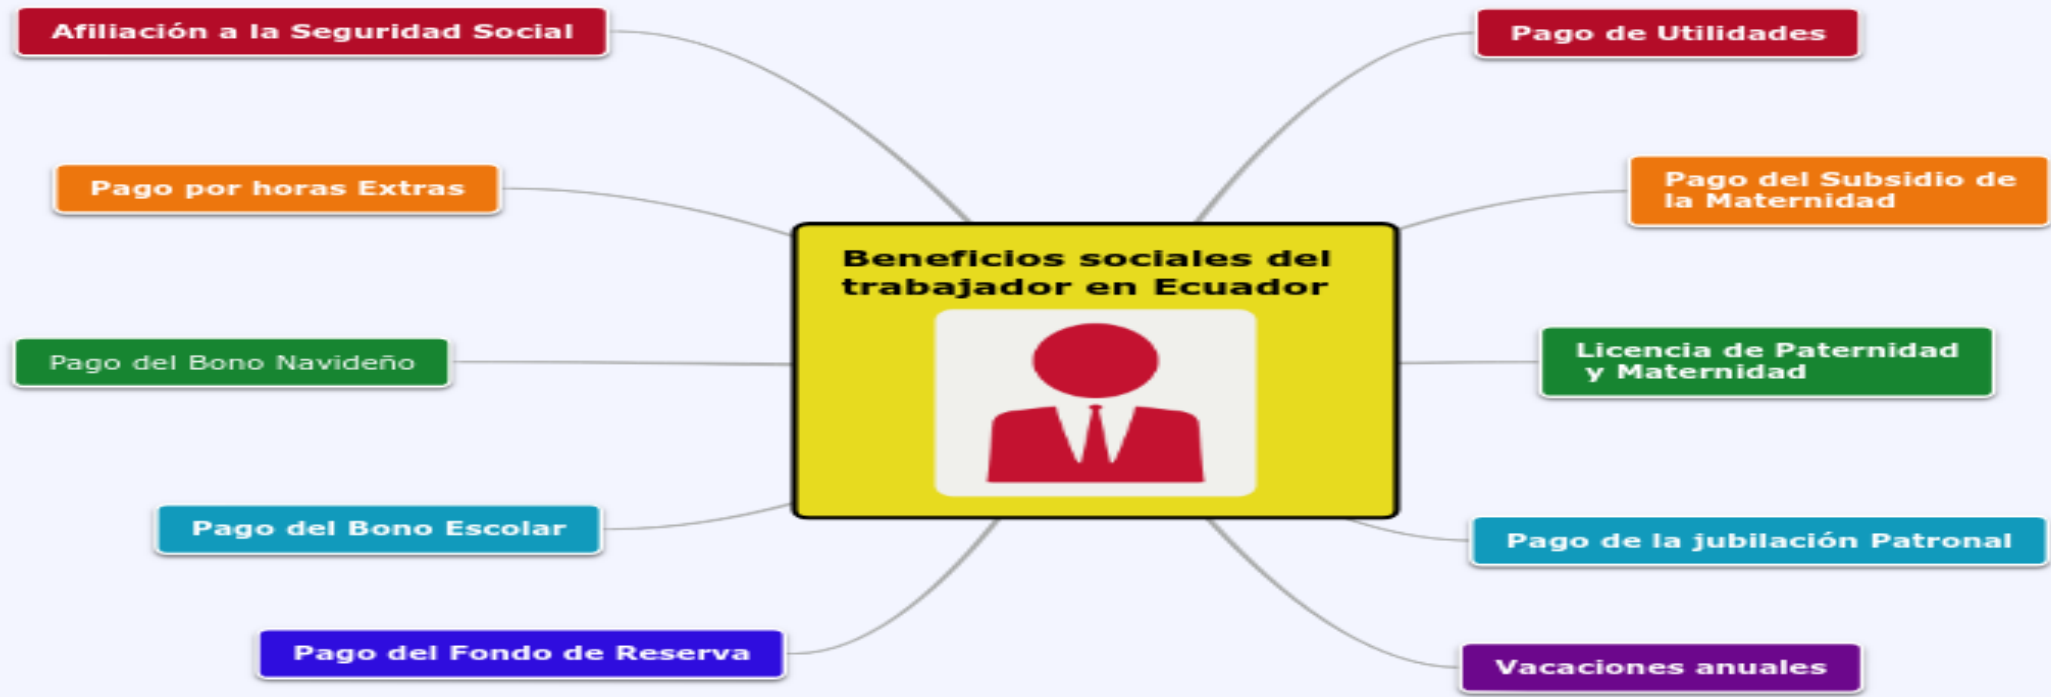 Afiliación a la Seguridad Social
Pago por horas Extras
Pago del Bono Navideño
Pago del Bono Escolar
Pago del Fondo de Reserva
Beneficios sociales del
trabajador en Ecuador
Pago de Utilidades
Pago del Subsidio de
la Maternidad
Licencia de Paternidad
y Maternidad
Pago de la jubilación Patronal
Vacaciones anuales